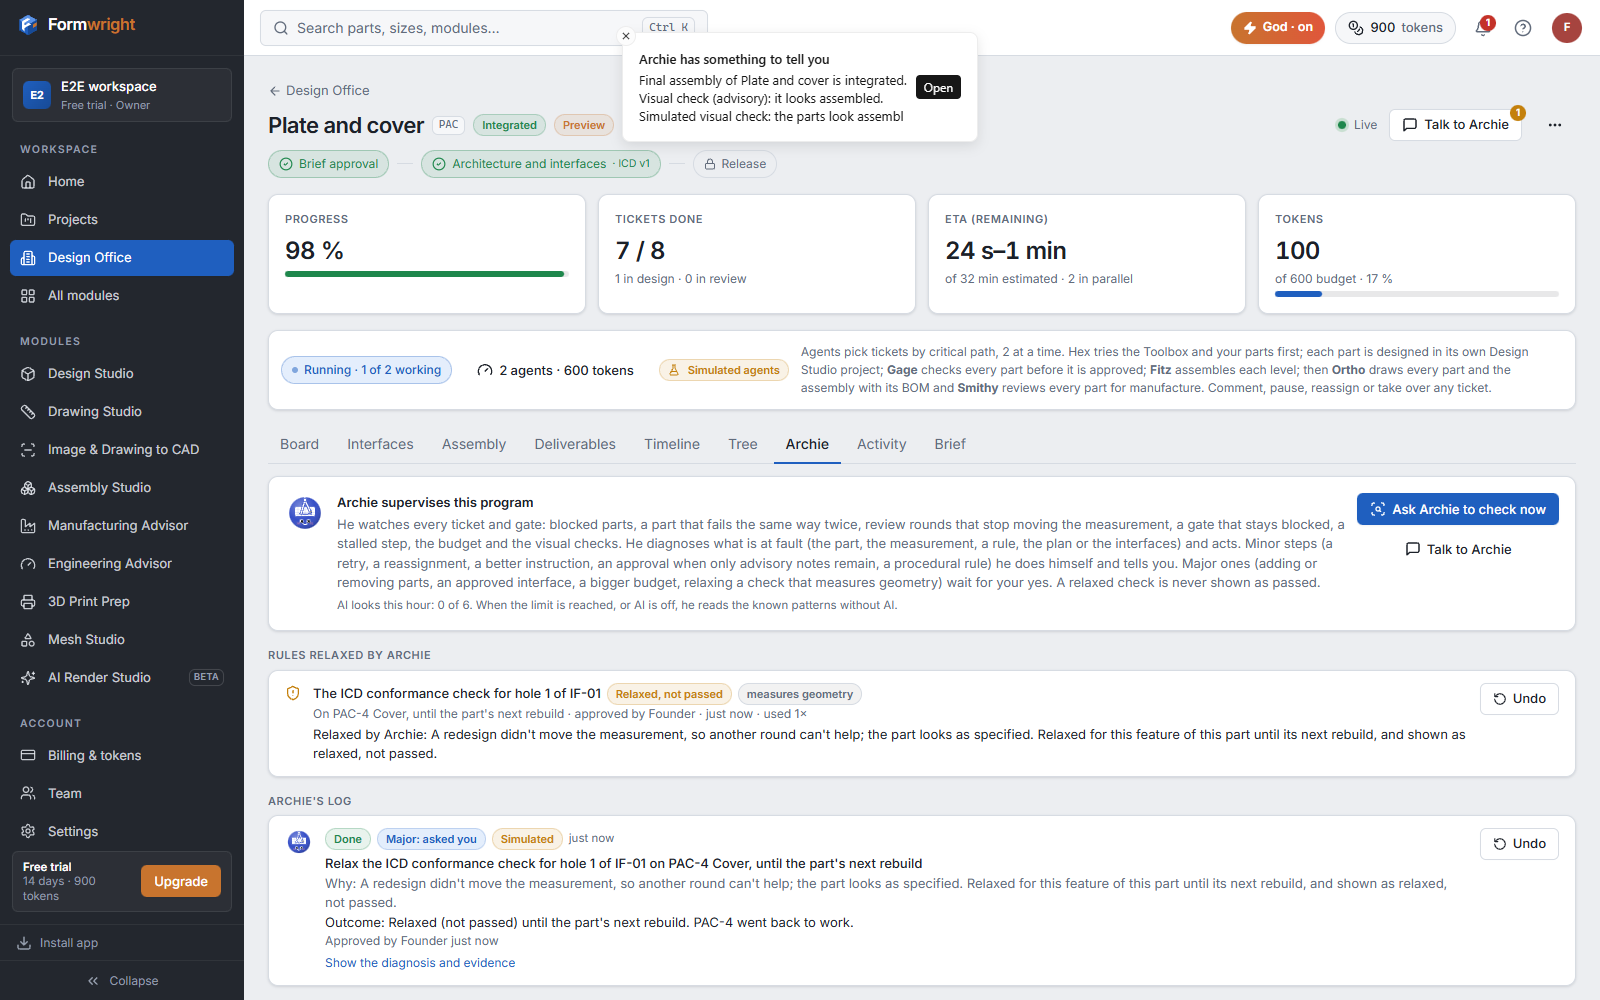 Formwright
Search parts, sizes, modules...
Ctrl K
God · on
900 tokens
1
F
E2
E2E workspace
Free trial · Owner
WORKSPACE
Home
Projects
Design Office
All modules
MODULES
Design Studio
Drawing Studio
Image & Drawing to CAD
Assembly Studio
Manufacturing Advisor
Engineering Advisor
3D Print Prep
Mesh Studio
AI Render Studio
BETA
ACCOUNT
Billing & tokens
Team
Settings
Free trial
14 days · 900
tokens
Upgrade
Install app
Collapse
Archie has something to tell you
Final assembly of Plate and cover is integrated.
Visual check (advisory): it looks assembled.
Simulated visual check: the parts look assembl
Open
Design Office
Plate and cover
PAC
Integrated
Preview
Live
Talk to Archie
1
Brief approval
Architecture and interfaces · ICD v1
Release
PROGRESS
98 %
TICKETS DONE
7 / 8
1 in design · 0 in review
ETA (REMAINING)
24 s–1 min
of 32 min estimated · 2 in parallel
TOKENS
100
of 600 budget · 17 %
Running · 1 of 2 working
2 agents · 600 tokens
Simulated agents
Agents pick tickets by critical path, 2 at a time. Hex tries the Toolbox and your parts first; each part is designed in its own Design
Studio project; Gage checks every part before it is approved; Fitz assembles each level; then Ortho draws every part and the
assembly with its BOM and Smithy reviews every part for manufacture. Comment, pause, reassign or take over any ticket.
Board
Interfaces
Assembly
Deliverables
Timeline
Tree
Archie
Activity
Brief
Archie supervises this program
He watches every ticket and gate: blocked parts, a part that fails the same way twice, review rounds that stop moving the measurement, a gate that stays blocked, a
stalled step, the budget and the visual checks. He diagnoses what is at fault (the part, the measurement, a rule, the plan or the interfaces) and acts. Minor steps (a
retry, a reassignment, a better instruction, an approval when only advisory notes remain, a procedural rule) he does himself and tells you. Major ones (adding or
removing parts, an approved interface, a bigger budget, relaxing a check that measures geometry) wait for your yes. A relaxed check is never shown as passed.
AI looks this hour: 0 of 6. When the limit is reached, or AI is off, he reads the known patterns without AI.
Ask Archie to check now
Talk to Archie
RULES RELAXED BY ARCHIE
The ICD conformance check for hole 1 of IF-01
Relaxed, not passed
measures geometry
On PAC-4 Cover, until the part's next rebuild · approved by Founder · just now · used 1×
Relaxed by Archie: A redesign didn't move the measurement, so another round can't help; the part looks as specified. Relaxed for this feature of this part until its next rebuild, and shown as
relaxed, not passed.
Undo
ARCHIE'S LOG
Done
Major: asked you
Simulated
just now
Relax the ICD conformance check for hole 1 of IF-01 on PAC-4 Cover, until the part's next rebuild
Why: A redesign didn't move the measurement, so another round can't help; the part looks as specified. Relaxed for this feature of this part until its next rebuild, and shown as relaxed,
not passed.
Outcome: Relaxed (not passed) until the part's next rebuild. PAC-4 went back to work.
Approved by Founder just now
Show the diagnosis and evidence
Undo